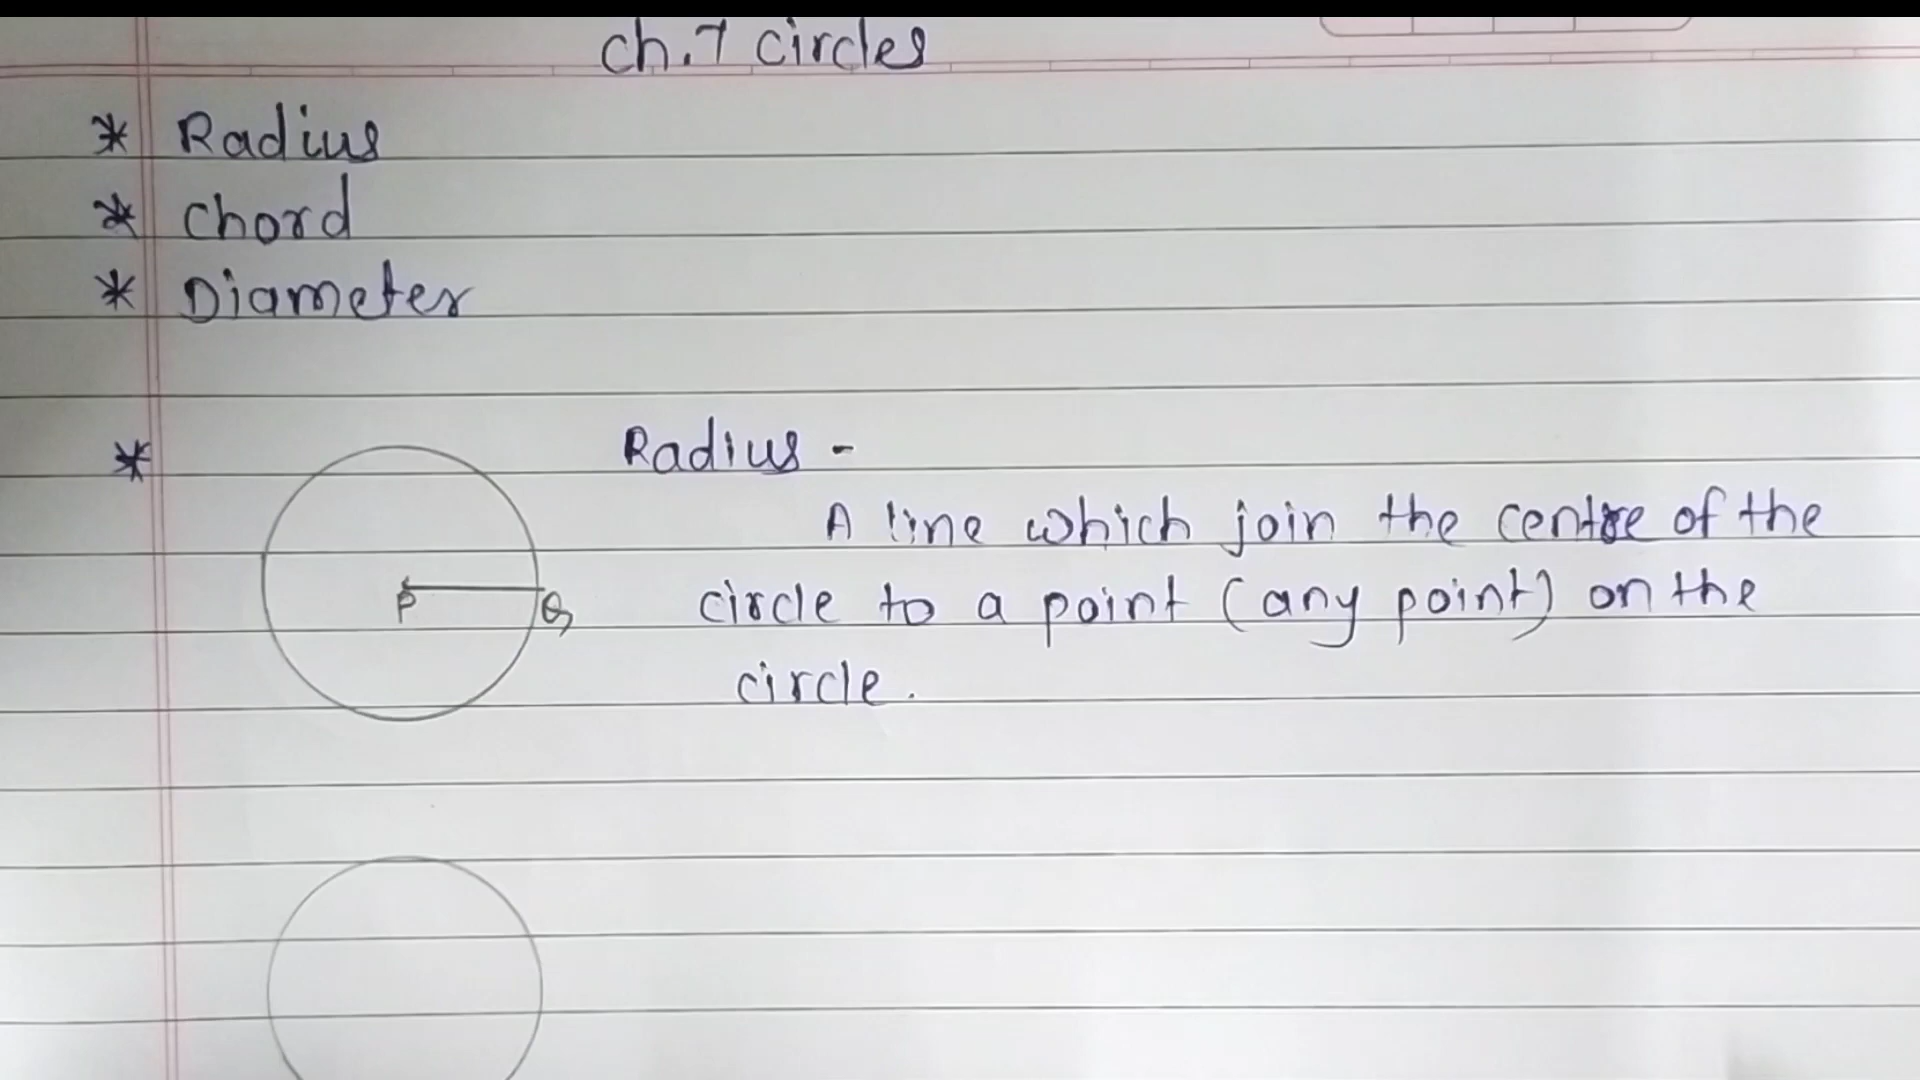 Ch.7 circles
* Radius
* Chord
* Diameter
* Radius -
A line which join the centre of the
circle to a point (any point) on the
circle.
P Q